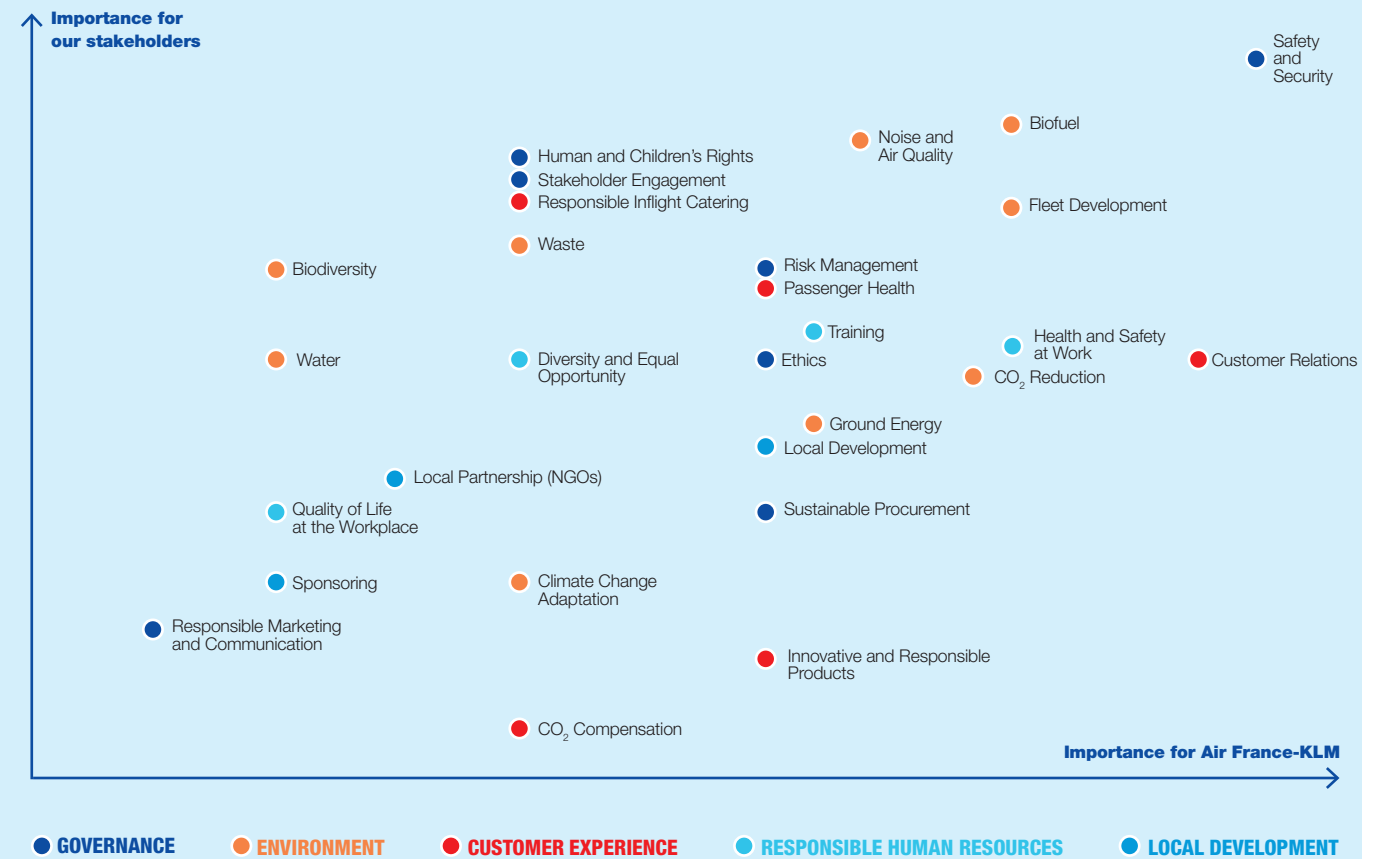 Importance for
our stakeholders
Safety
and
Security
Biofuel
Noise and
Air Quality
Human and Children’s Rights
Stakeholder Engagement
Responsible Inflight Catering
Fleet Development
Waste
Biodiversity
Risk Management
Passenger Health
Training
Health and Safety
at Work
Water
Diversity and Equal
Opportunity
Ethics
Customer Relations
CO2 Reduction
Ground Energy
Local Development
Local Partnership (NGOs)
Quality of Life
at the Workplace
Sustainable Procurement
Sponsoring
Climate Change
Adaptation
Responsible Marketing
and Communication
Innovative and Responsible
Products
CO2 Compensation
Importance for Air France-KLM
GOVERNANCE
ENVIRONMENT
CUSTOMER EXPERIENCE
RESPONSIBLE HUMAN RESOURCES
LOCAL DEVELOPMENT